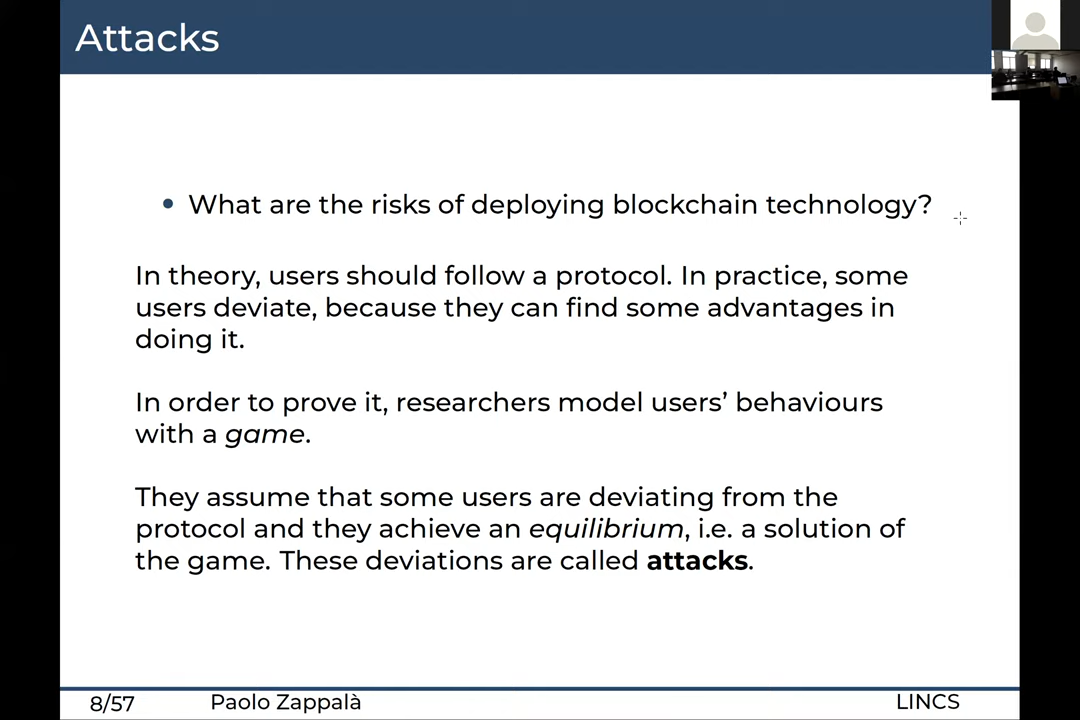 Attacks
• What are the risks of deploying blockchain technology?
In theory, users should follow a protocol. In practice, some
users deviate, because they can find some advantages in
doing it.
In order to prove it, researchers model users’ behaviours
with a game.
They assume that some users are deviating from the
protocol and they achieve an equilibrium, i.e. a solution of
the game. These deviations are called attacks.
8/57 Paolo Zappalà LINCS